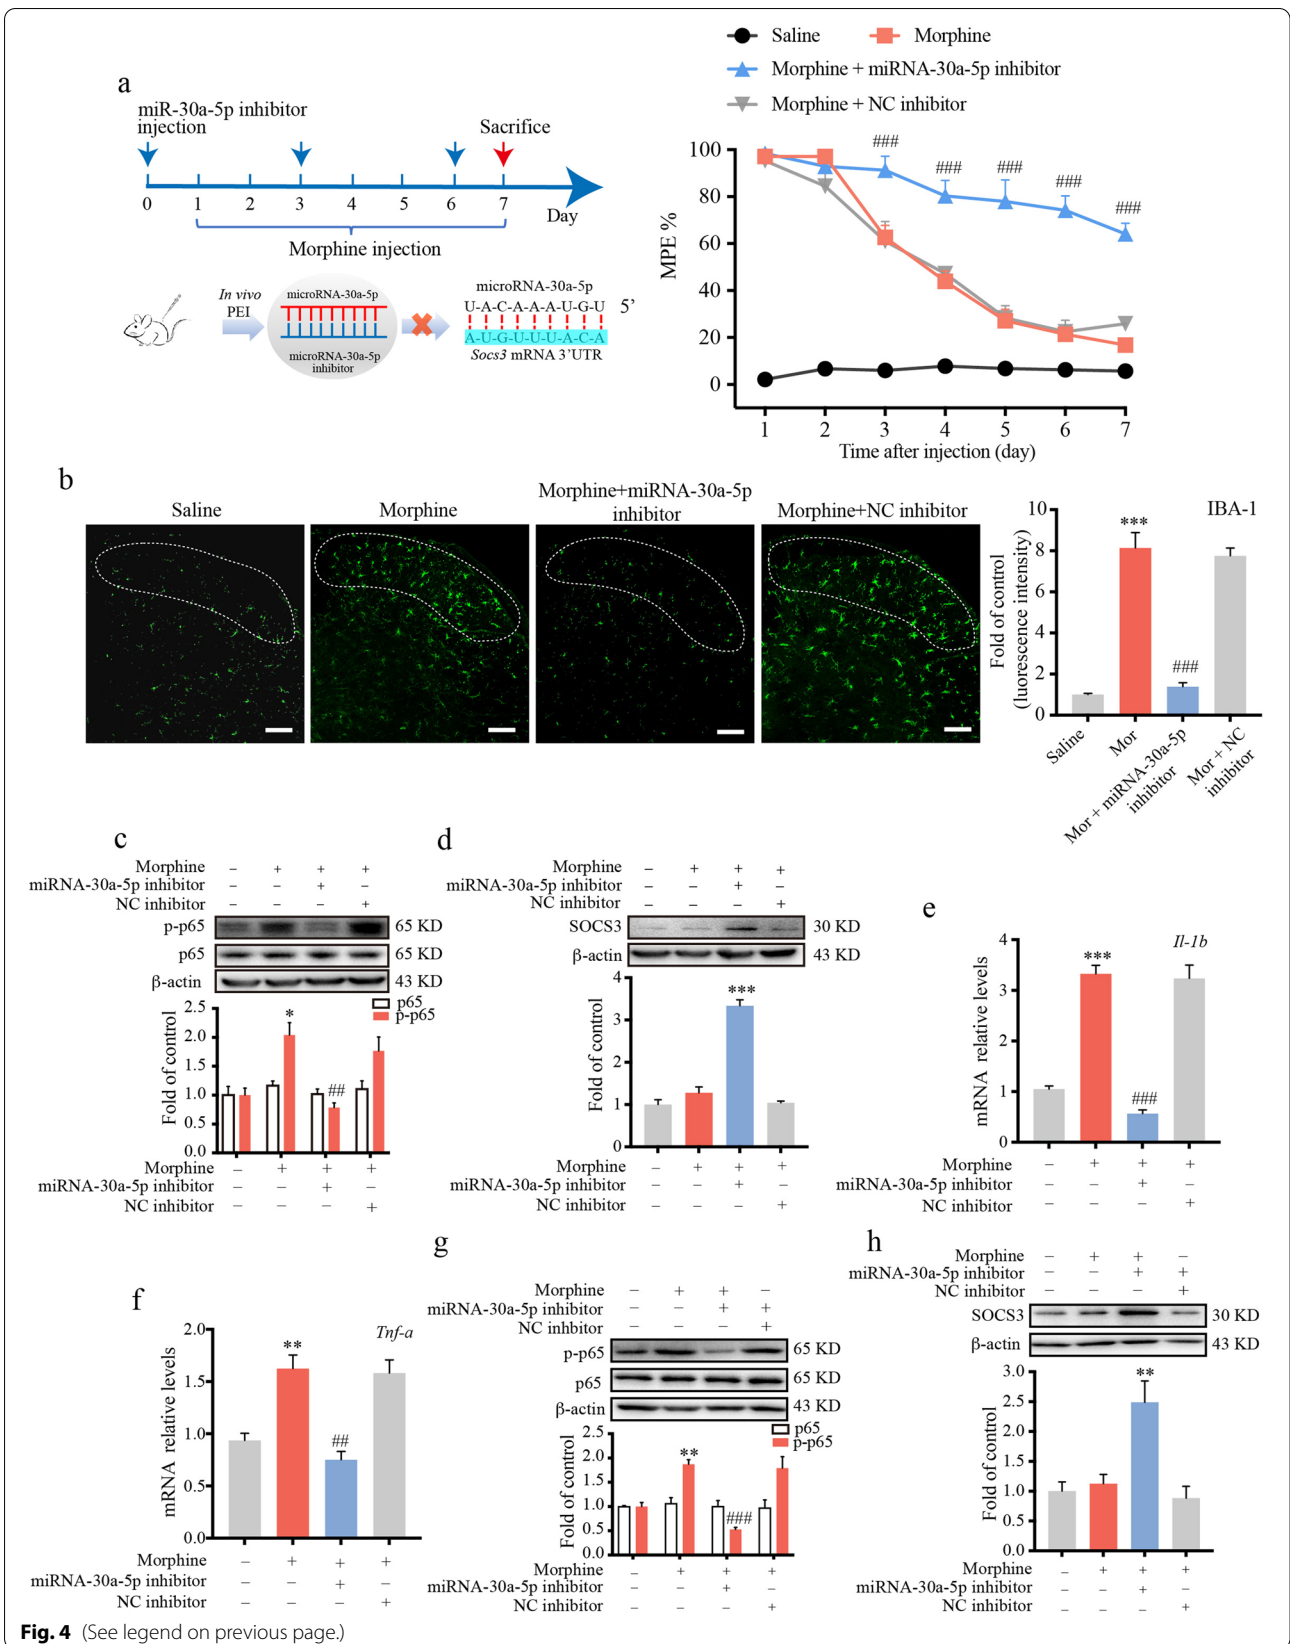 a
miR-30a-5p inhibitor
injection
Sacrifice
0 1 2 3 4 5 6 7
Day
Morphine injection
In vivo
PEI
microRNA-30a-5p
microRNA-30a-5p
inhibitor
microRNA-30a-5p
U-A-C-A-A-A-U-G-U 5’
A-U-G-U-U-U-A-C-A
Socs3 mRNA 3’UTR
Saline Morphine
Morphine + miRNA-30a-5p inhibitor
Morphine + NC inhibitor
MPE %
100
80
60
40
20
0
### ### ### ### ###
1 2 3 4 5 6 7
Time after injection (day)
b
Saline
Morphine
Morphine+miRNA-30a-5p
inhibitor
Morphine+NC inhibitor
IBA-1
Fold of control
(luorescence intensity)
10
8
6
4
2
0
***
###
Saline
Mor
Mor + miRNA-30a-5p
inhibitor
Mor + NC
inhibitor
c
Morphine – + + +
miRNA-30a-5p inhibitor – – + –
NC inhibitor – – – +
p-p65 65 KD
p65 65 KD
β-actin 43 KD
p65
p-p65
Fold of control
2.5
2.0
1.5
1.0
0.5
0.0
*
##
Morphine – + + +
miRNA-30a-5p inhibitor – – + –
NC inhibitor – – – +
d
Morphine – + + +
miRNA-30a-5p inhibitor – – + –
NC inhibitor – – – +
SOCS3 30 KD
β-actin 43 KD
Fold of control
4
3
2
1
0
***
Morphine – + + +
miRNA-30a-5p inhibitor – – + –
NC inhibitor – – – +
e
Il-1b
mRNA relative levels
4
3
2
1
0
***
###
Morphine – + + +
miRNA-30a-5p inhibitor – – + –
NC inhibitor – – – +
f
Tnf-a
mRNA relative levels
2.0
1.5
1.0
0.5
0.0
**
##
Morphine – + + +
miRNA-30a-5p inhibitor – – + –
NC inhibitor – – – +
g
Morphine – + + –
miRNA-30a-5p inhibitor – – + +
NC inhbitor – – – +
p-p65 65 KD
p65 65 KD
β-actin 43 KD
p65
p-p65
Fold of control
2.5
2.0
1.5
1.0
0.5
0.0
**
###
Morphine – + + +
miRNA-30a-5p inhibitor – – + –
NC inhibitor – – – +
h
Morphine – + + –
miRNA-30a-5p inhibitor – – + +
NC inhibitor – – – +
SOCS3 30 KD
β-actin 43 KD
Fold of control
3.0
2.5
2.0
1.5
1.0
0.5
0.0
**
Morphine – + + +
miRNA-30a-5p inhibitor – – + –
NC inhibitor – – – +
Fig. 4 (See legend on previous page.)